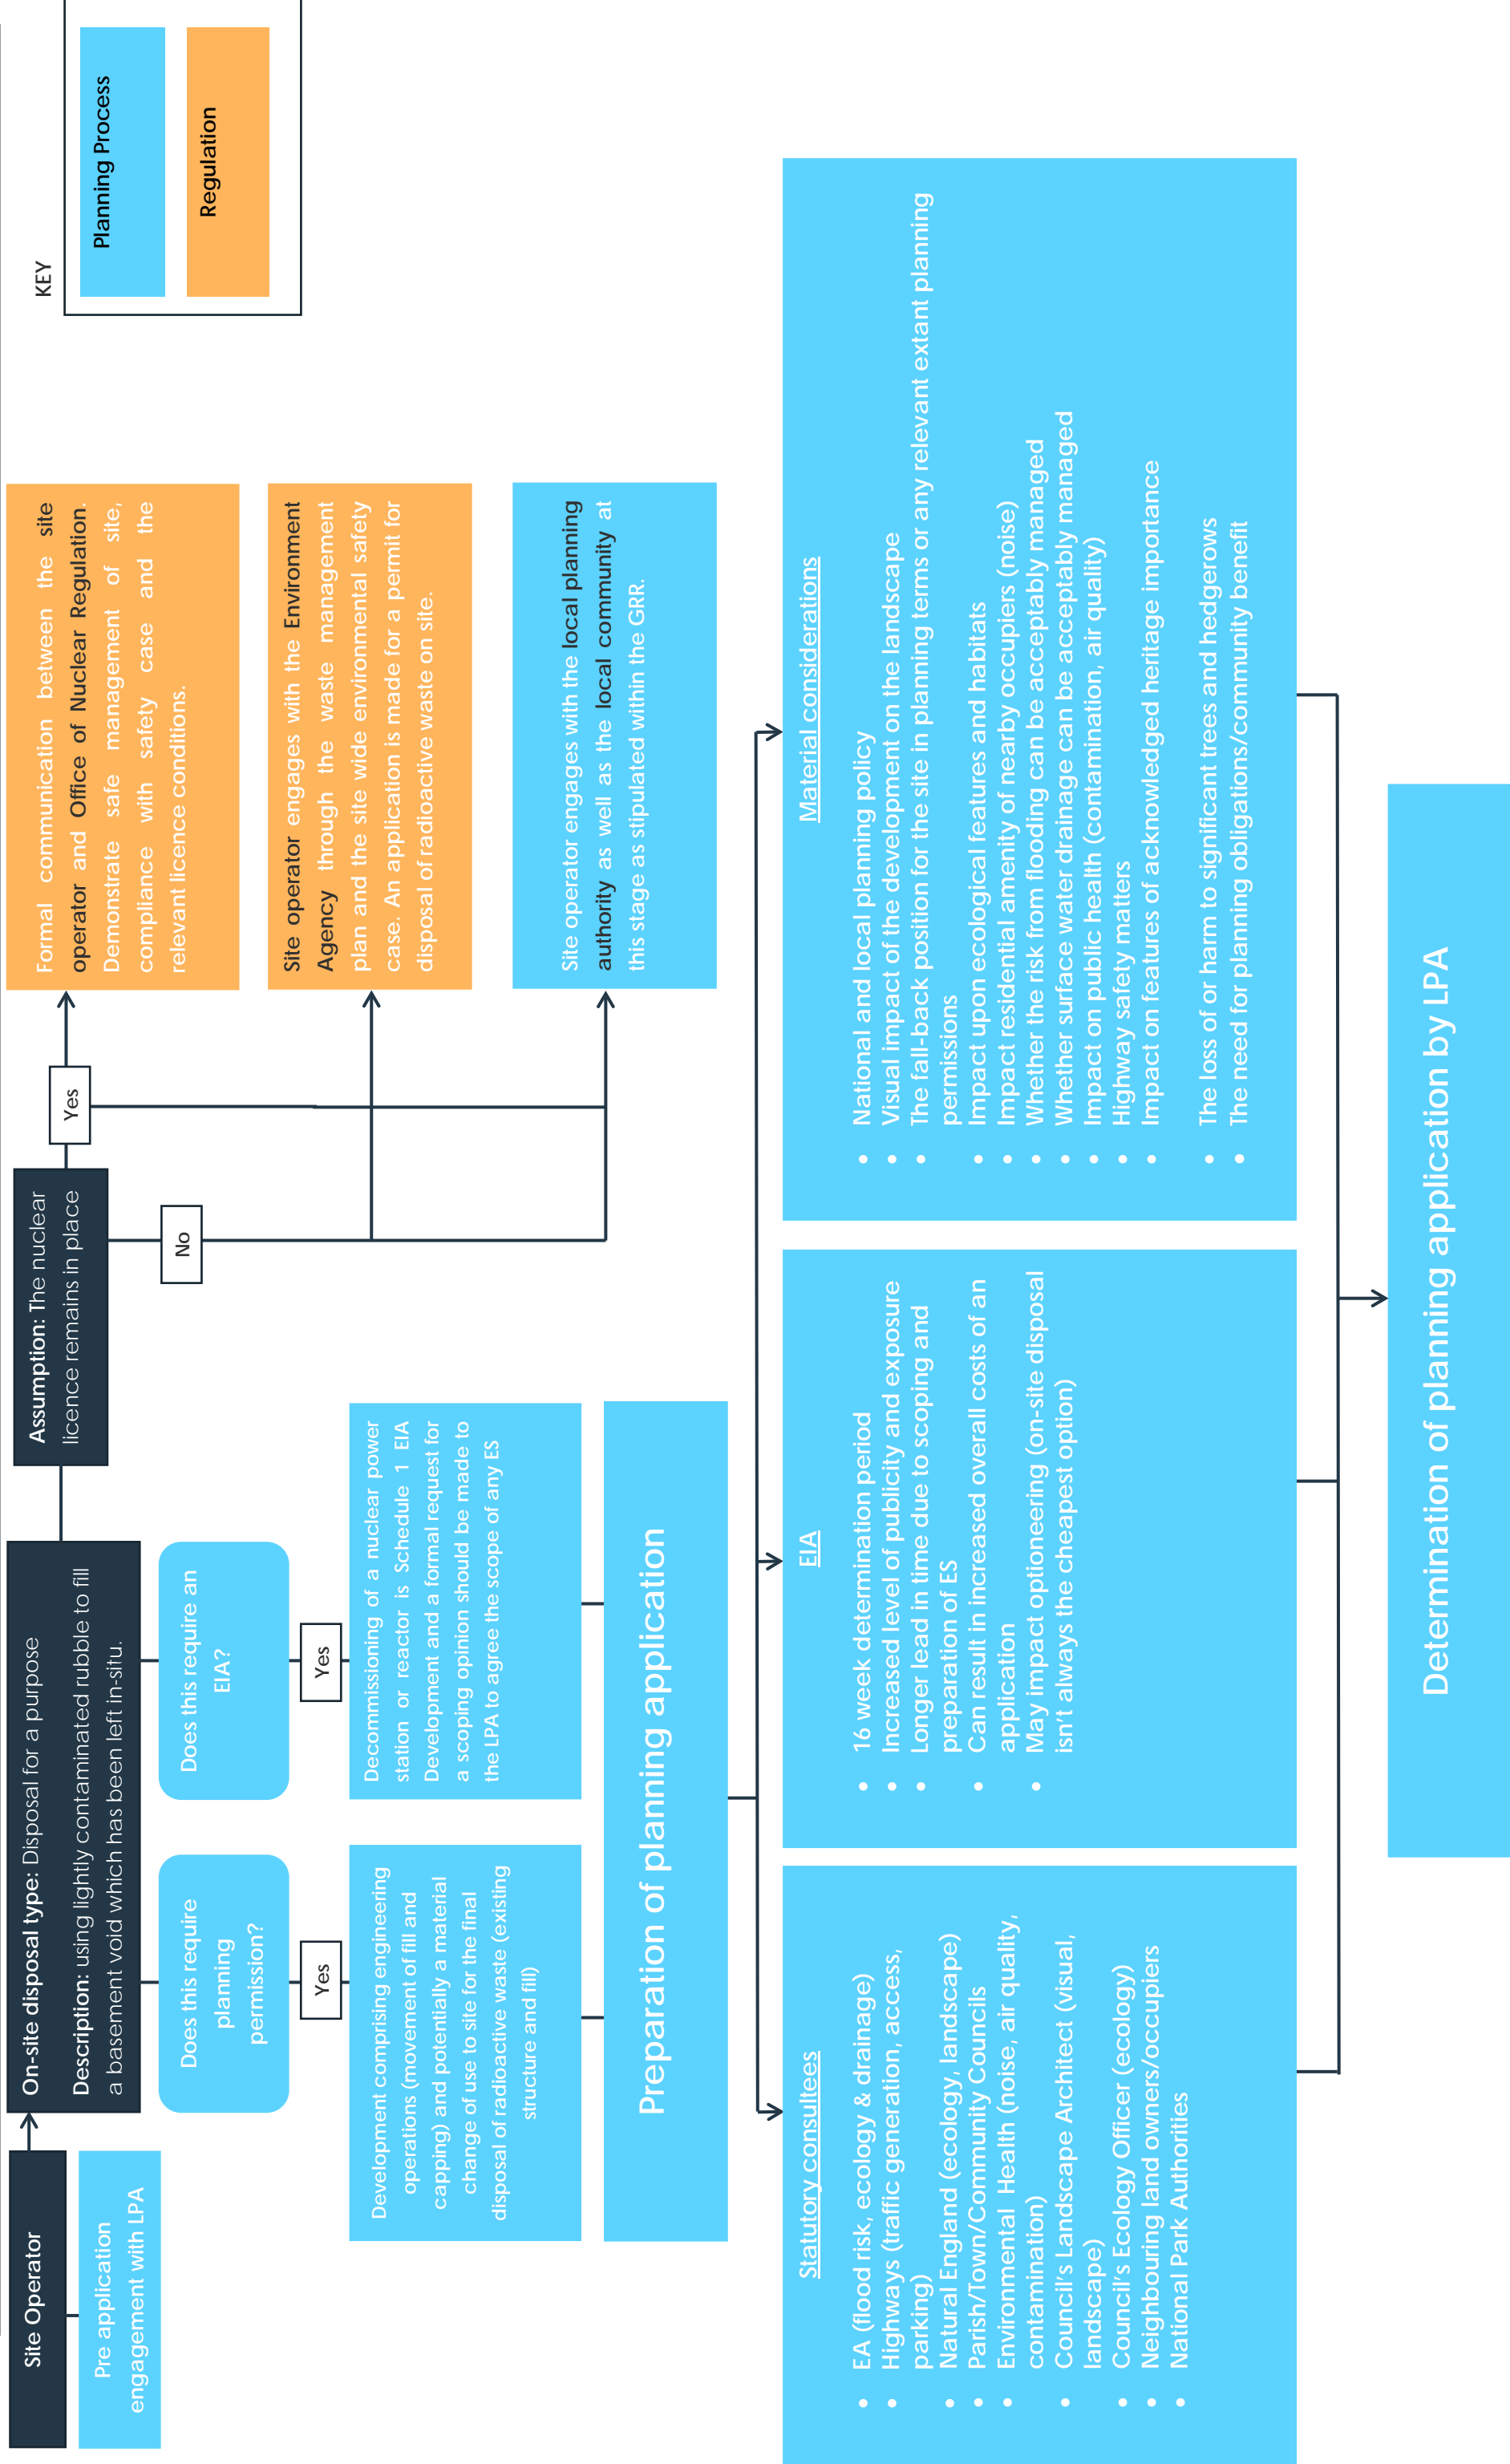 Site Operator
Pre application
engagement with LPA
On-site disposal type: Disposal for a purpose
Description: using lightly contaminated rubble to fill
a basement void which has been left in-situ.
Assumption: The nuclear
licence remains in place
Yes
No
Formal communication between the site
operator and Office of Nuclear Regulation.
Demonstrate safe management of site,
compliance with safety case and the
relevant licence conditions.
Site operator engages with the Environment
Agency through the waste management
plan and the site wide environmental safety
case. An application is made for a permit for
disposal of radioactive waste on site.
Site operator engages with the local planning
authority as well as the local community at
this stage as stipulated within the GRR.
KEY
Planning Process
Regulation
Does this require
planning
permission?
Does this require an
EIA?
Yes
Yes
Development comprising engineering
operations (movement of fill and
capping) and potentially a material
change of use to site for the final
disposal of radioactive waste (existing
structure and fill)
Decommissioning of a nuclear power
station or reactor is Schedule 1 EIA
Development and a formal request for
a scoping opinion should be made to
the LPA to agree the scope of any ES
Preparation of planning application
Statutory consultees
• EA (flood risk, ecology & drainage)
• Highways (traffic generation, access,
parking)
• Natural England (ecology, landscape)
• Parish/Town/Community Councils
• Environmental Health (noise, air quality,
contamination)
• Council's Landscape Architect (visual,
landscape)
• Council's Ecology Officer (ecology)
• Neighbouring land owners/occupiers
• National Park Authorities
EIA
• 16 week determination period
• Increased level of publicity and exposure
• Longer lead in time due to scoping and
preparation of ES
• Can result in increased overall costs of an
application
• May impact optioneering (on-site disposal
isn't always the cheapest option)
Material considerations
• National and local planning policy
• Visual impact of the development on the landscape
• The fall-back position for the site in planning terms or any relevant extant planning
permissions
• Impact upon ecological features and habitats
• Impact residential amenity of nearby occupiers (noise)
• Whether the risk from flooding can be acceptably managed
• Whether surface water drainage can be acceptably managed
• Impact on public health (contamination, air quality)
• Highway safety matters
• Impact on features of acknowledged heritage importance
• The loss of or harm to significant trees and hedgerows
• The need for planning obligations/community benefit
Determination of planning application by LPA